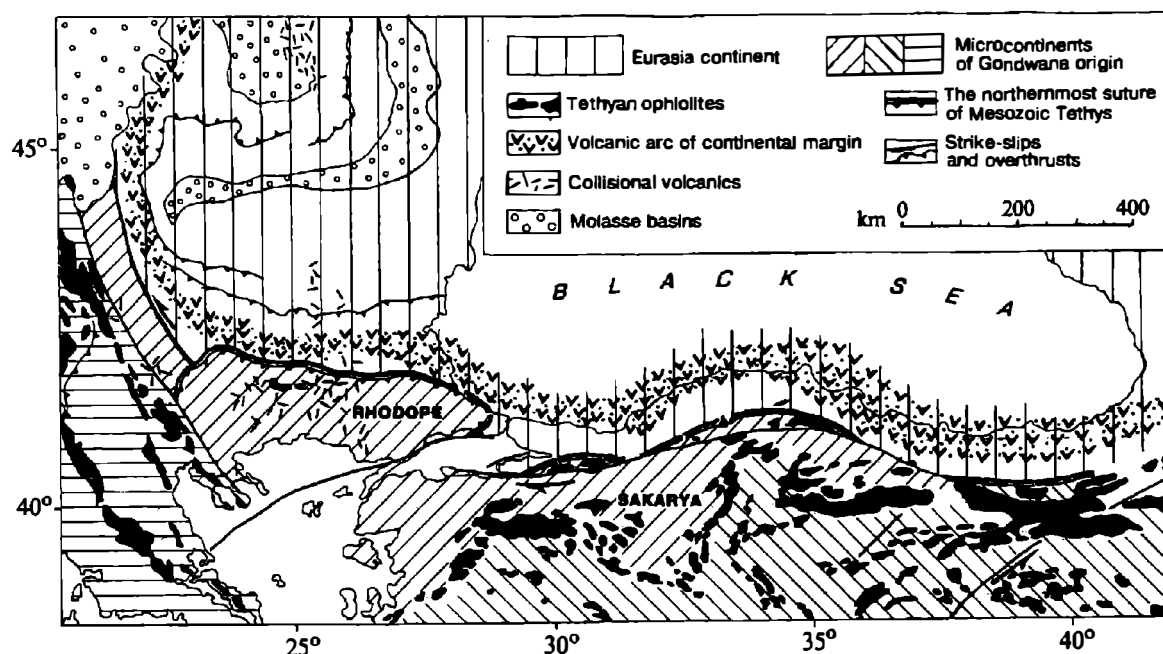 Eurasia continent
Tethyan ophiolites
Volcanic arc of continental margin
Collisional volcanics
Molasse basins
Microcontinents
of Gondwana origin
The northernmost suture
of Mesozoic Tethys
Strike-slips
and overthrusts
km 0 200 400
45°
BLACK SEA
RHODOPE
40°
SAKARYA
25° 30° 35° 40°